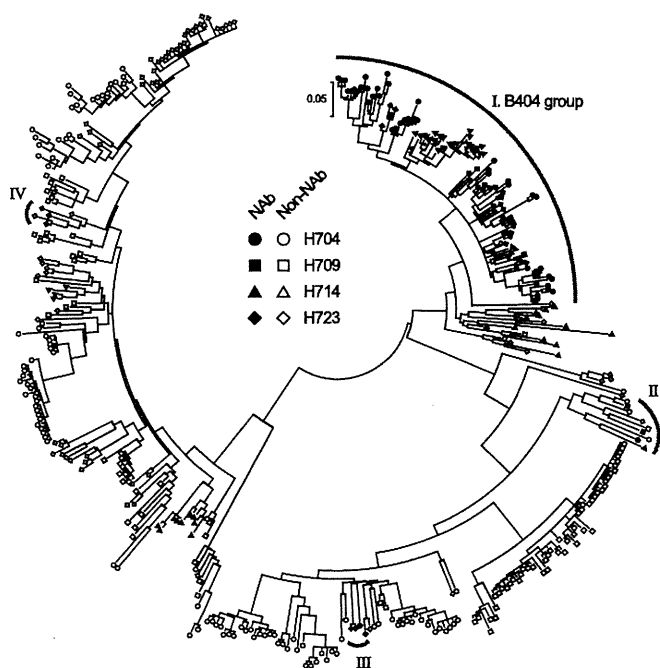 I. B404 group
0.05
IV
NAb
Non-NAb
H704
H709
H714
H723
II
III